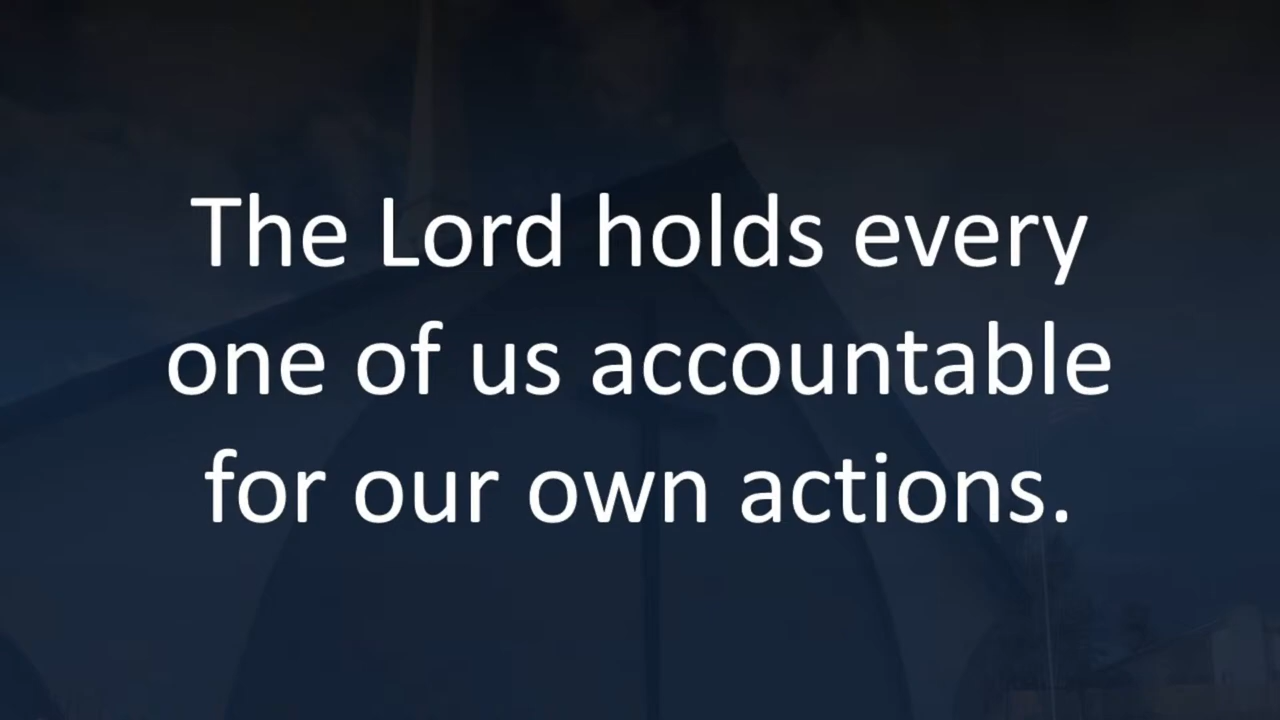 The Lord holds every
one of us accountable
for our own actions.